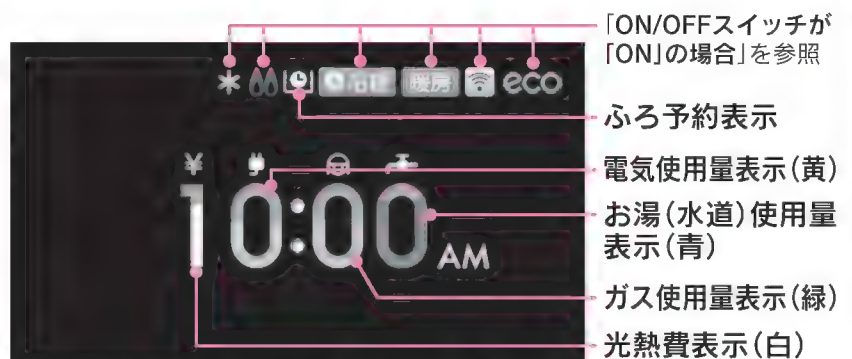 「ON/OFFスイッチが
「ON」の場合」を参照
eco
暖房
ふろ予約表示
¥
10:00
AM
電気使用量表示(黄)
お湯(水道)使用量
表示(青)
ガス使用量表示(緑)
光熱費表示(白)